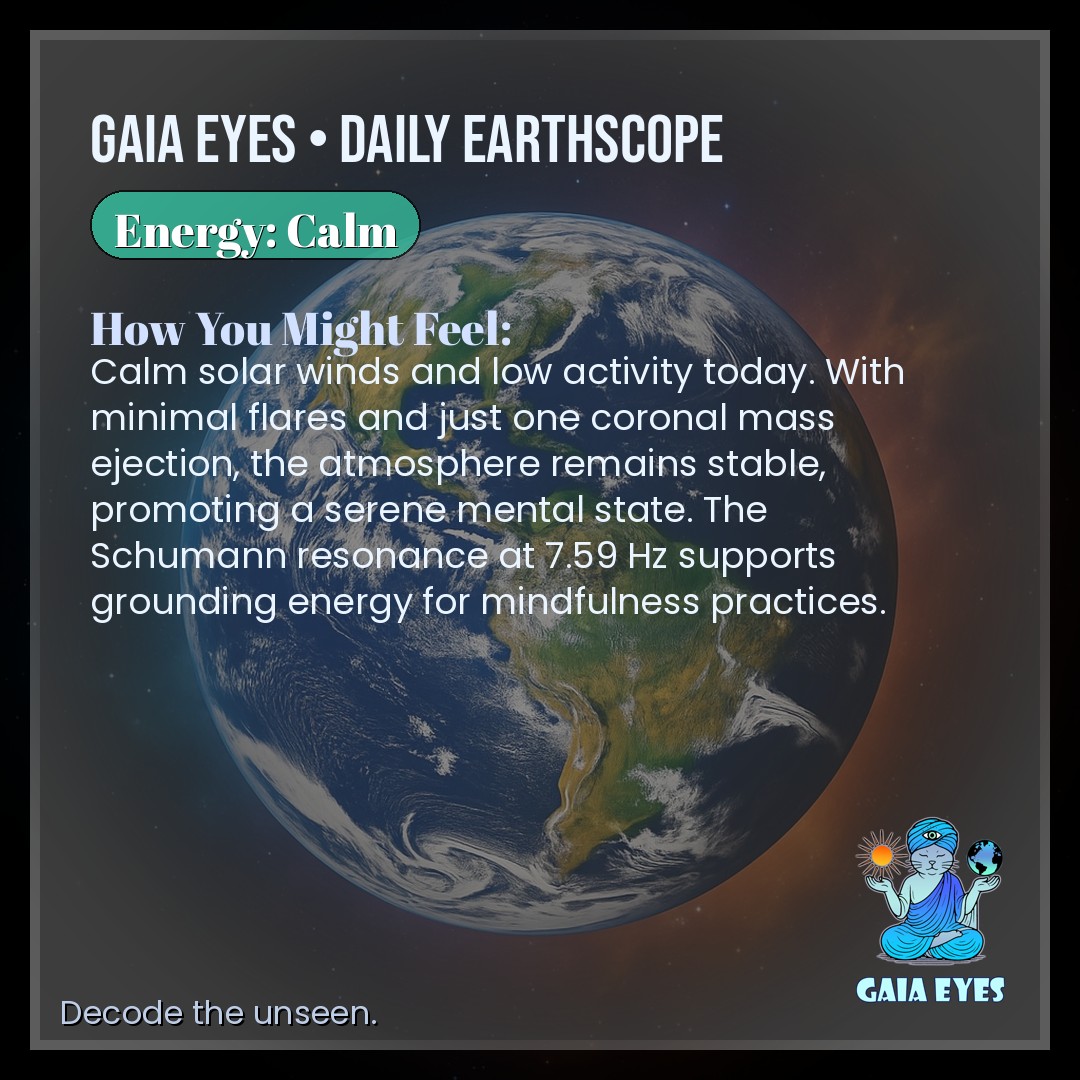 GAIA EYES • DAILY EARTHSCOPE
Energy: Calm
How You Might Feel:
Calm solar winds and low activity today. With
minimal flares and just one coronal mass
ejection, the atmosphere remains stable,
promoting a serene mental state. The
Schumann resonance at 7.59 Hz supports
grounding energy for mindfulness practices.
GAIA EYES
Decode the unseen.